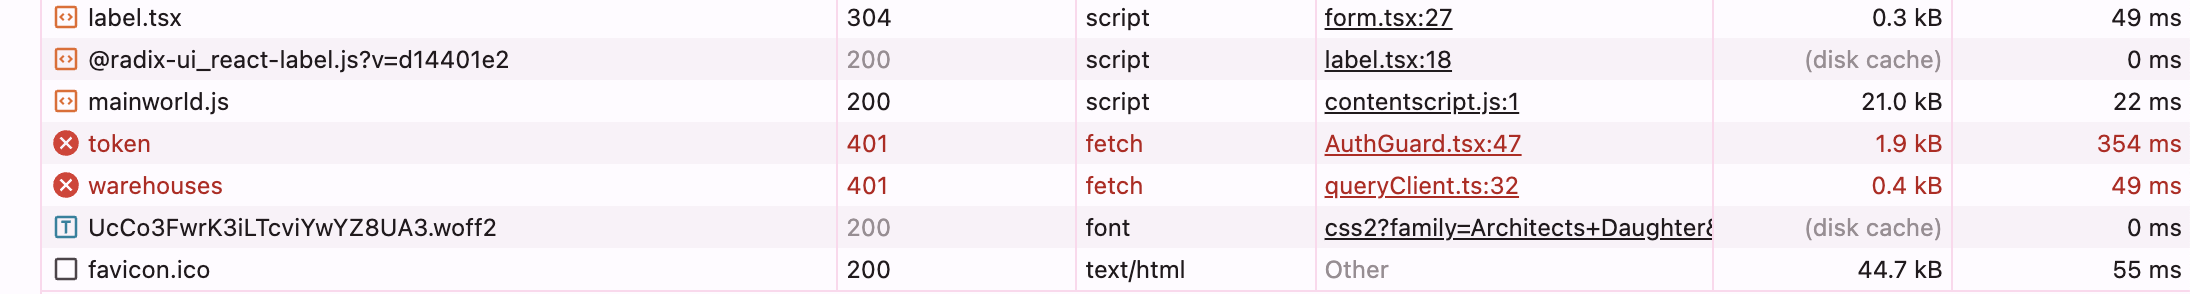 label.tsx 304 script form.tsx:27 0.3 kB 49 ms
@radix-ui_react-label.js?v=d14401e2 200 script label.tsx:18 (disk cache) 0 ms
mainworld.js 200 script contentscript.js:1 21.0 kB 22 ms
token 401 fetch AuthGuard.tsx:47 1.9 kB 354 ms
warehouses 401 fetch queryClient.ts:32 0.4 kB 49 ms
UcCo3FwrK3iLTcviYwYZ8UA3.woff2 200 font css2?family=Architects+Daughter& (disk cache) 0 ms
favicon.ico 200 text/html Other 44.7 kB 55 ms